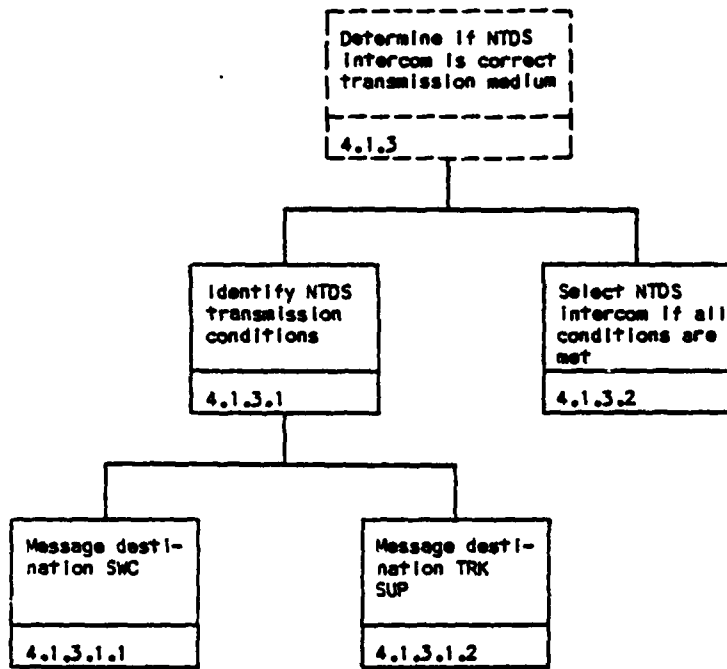 Determine if NTDS
intercom is correct
transmission medium
4.1.3
Identify NTDS
transmission
conditions
4.1.3.1
Select NTDS
intercom if all
conditions are
met
4.1.3.2
Message desti-
nation SWC
4.1.3.1.1
Message desti-
nation TRK
SUP
4.1.3.1.2